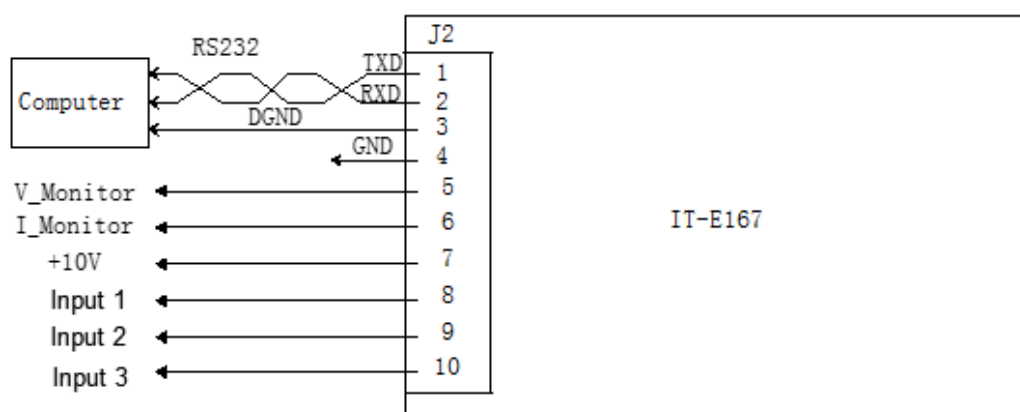 J2
RS232
TXD
1
Computer
RXD
2
DGND
3
GND
4
V_Monitor
5
I_Monitor
6
IT-E167
+10V
7
Input 1
8
Input 2
9
Input 3
10